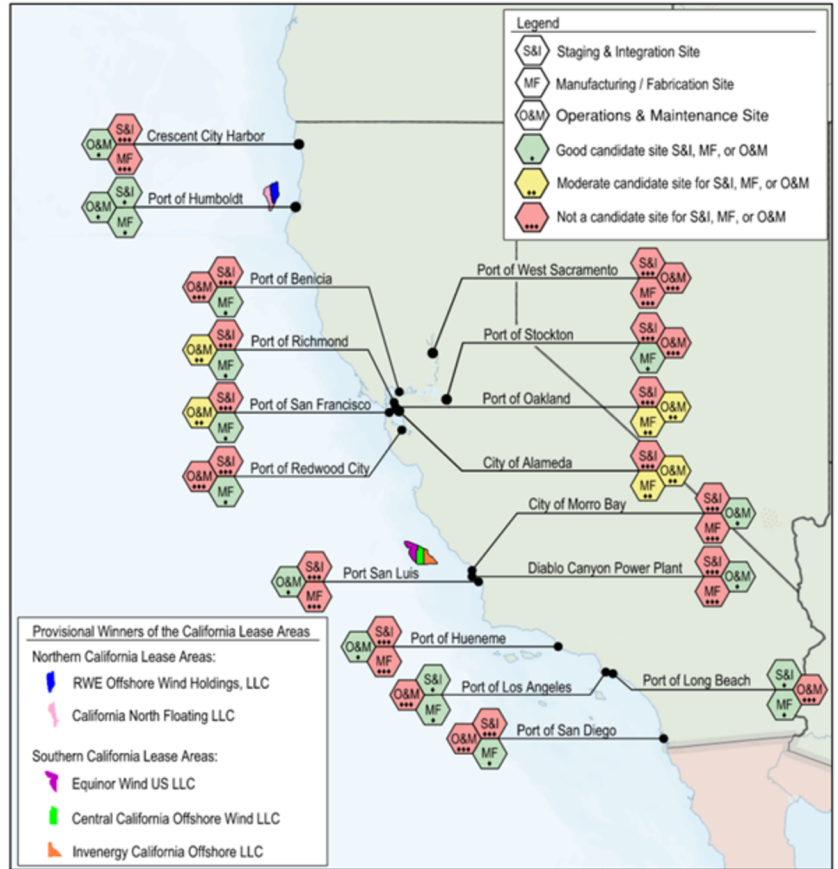 Legend
S&I Staging & Integration Site
MF Manufacturing / Fabrication Site
O&M Operations & Maintenance Site
Good candidate site S&I, MF, or O&M
Moderate candidate site for S&I, MF, or O&M
Not a candidate site for S&I, MF, or O&M
O&M S&I MF Crescent City Harbor
O&M S&I MF Port of Humboldt
O&M S&I MF Port of Benicia
O&M S&I MF Port of Richmond
O&M S&I MF Port of San Francisco
O&M S&I MF Port of Redwood City
Port of West Sacramento S&I MF O&M
Port of Stockton S&I MF O&M
Port of Oakland S&I MF O&M
City of Alameda S&I MF O&M
City of Morro Bay S&I MF O&M
Diablo Canyon Power Plant S&I MF O&M
O&M S&I MF Port San Luis
O&M S&I MF Port of Hueneme
O&M S&I MF Port of Los Angeles
Port of Long Beach S&I MF O&M
O&M S&I MF Port of San Diego
Provisional Winners of the California Lease Areas
Northern California Lease Areas:
RWE Offshore Wind Holdings, LLC
California North Floating LLC
Southern California Lease Areas:
Equinor Wind US LLC
Central California Offshore Wind LLC
Invenergy California Offshore LLC